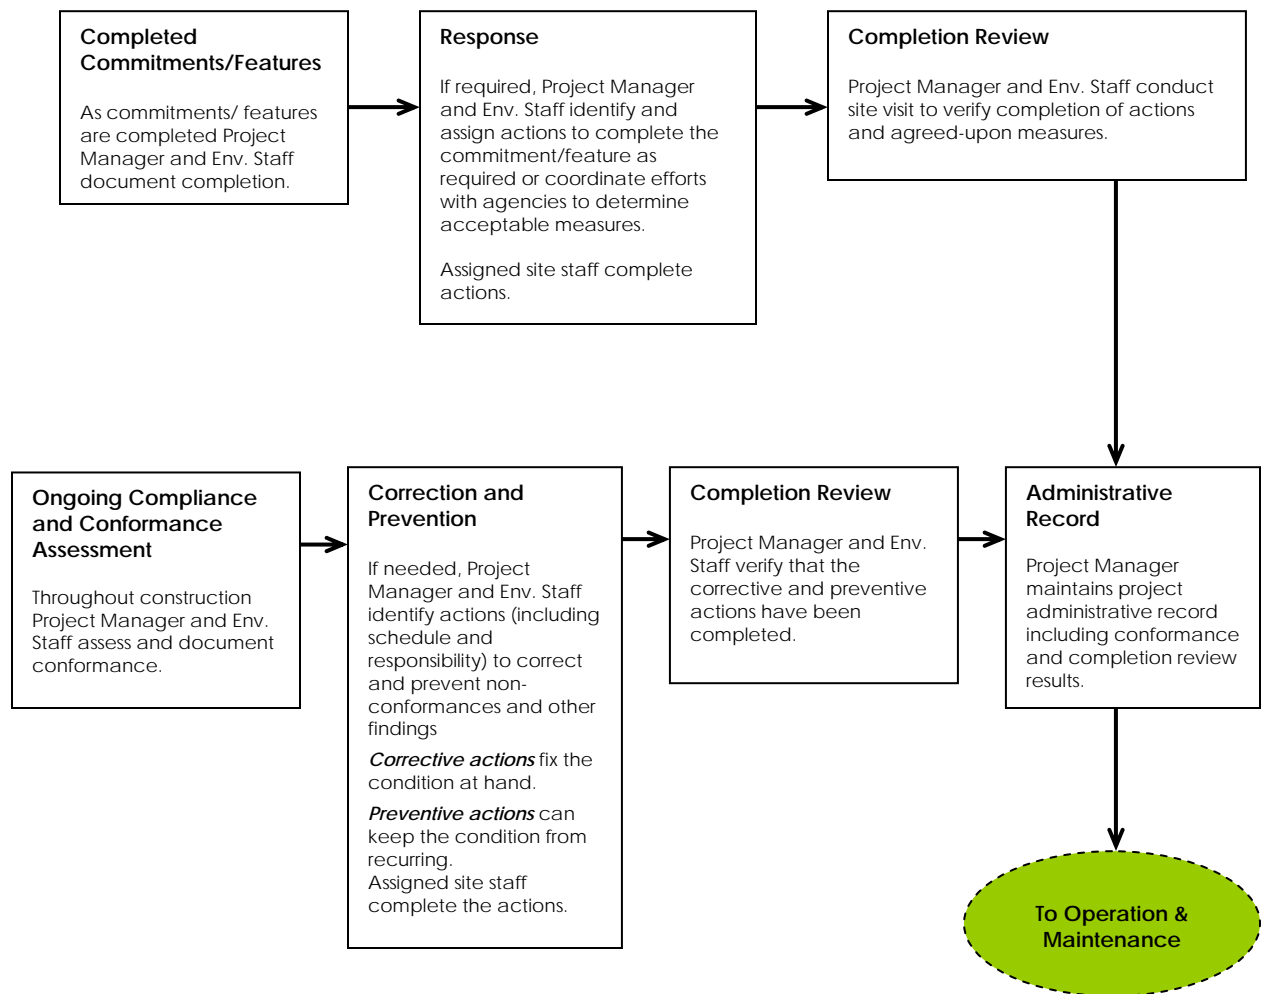 Completed
Commitments/Features
As commitments/ features
are completed Project
Manager and Env. Staff
document completion.
Response
If required, Project Manager
and Env. Staff identify and
assign actions to complete the
commitment/feature as
required or coordinate efforts
with agencies to determine
acceptable measures.
Assigned site staff complete
actions.
Completion Review
Project Manager and Env. Staff conduct
site visit to verify completion of actions
and agreed-upon measures.
Ongoing Compliance
and Conformance
Assessment
Throughout construction
Project Manager and Env.
Staff assess and document
conformance.
Correction and
Prevention
If needed, Project
Manager and Env. Staff
identify actions (including
schedule and
responsibility) to correct
and prevent non-
conformances and other
findings
Corrective actions fix the
condition at hand.
Preventive actions can
keep the condition from
recurring.
Assigned site staff
complete the actions.
Completion Review
Project Manager and Env.
Staff verify that the
corrective and preventive
actions have been
completed.
Administrative
Record
Project Manager
maintains project
administrative record
including conformance
and completion review
results.
To Operation &
Maintenance